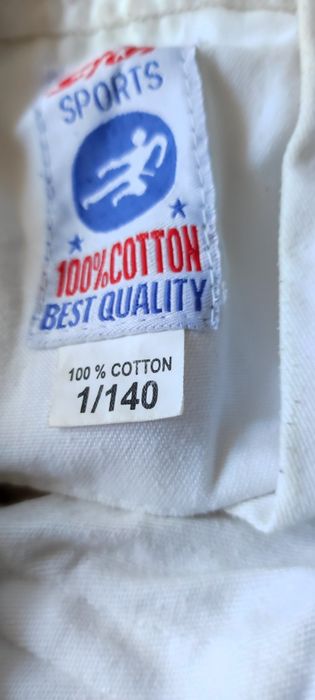 SPORTS
100%COTTON
BEST QUALITY
100 % COTTON
1/140